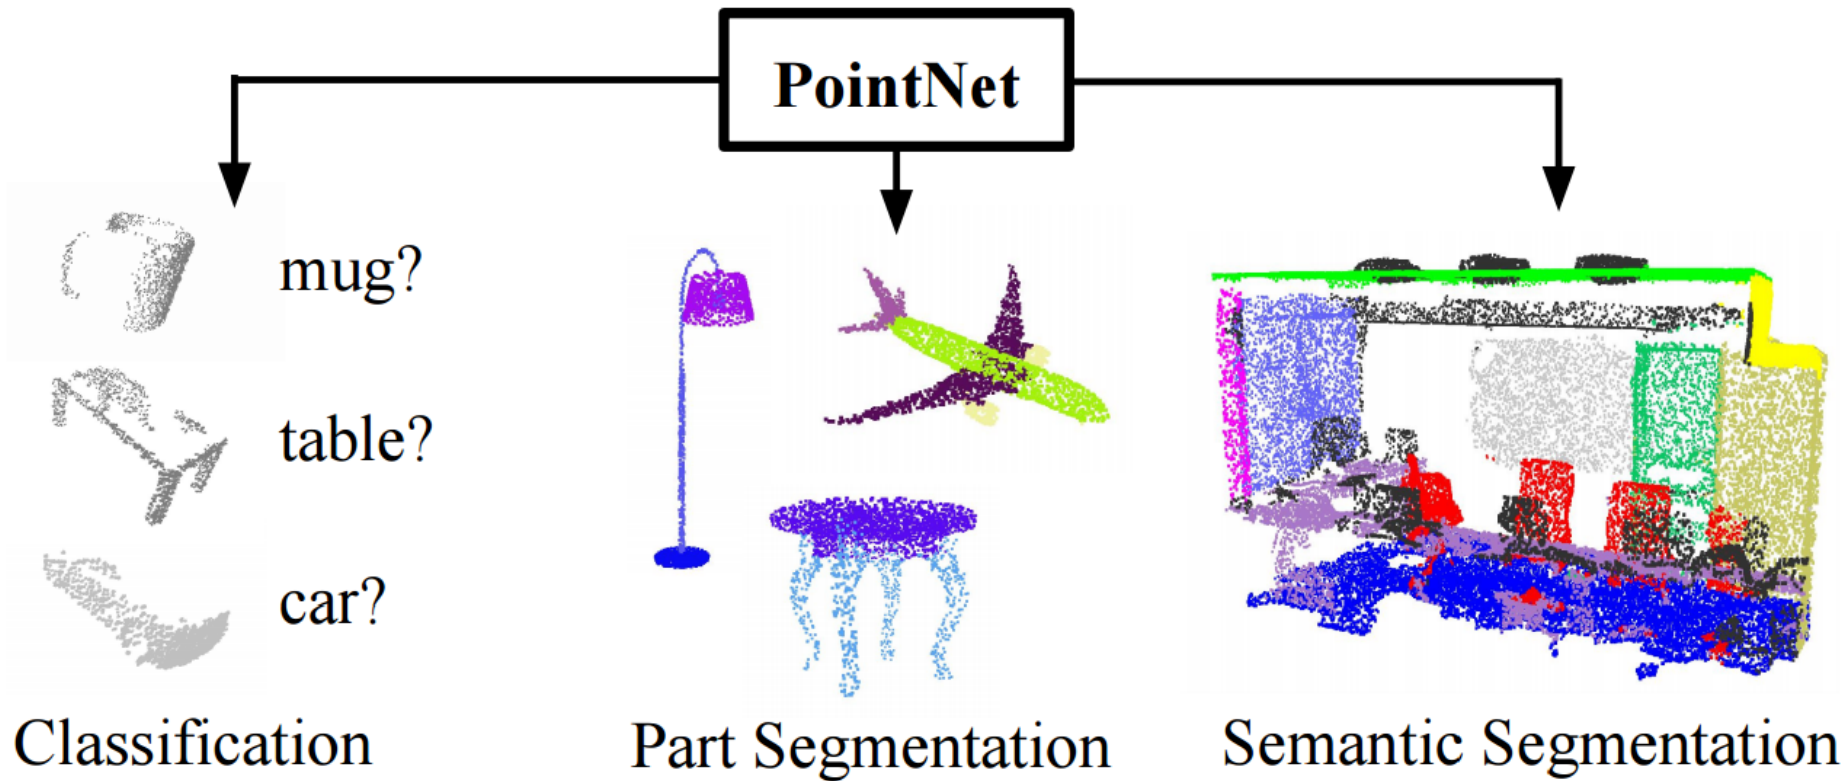 PointNet
mug?
table?
car?
Classification
Part Segmentation
Semantic Segmentation